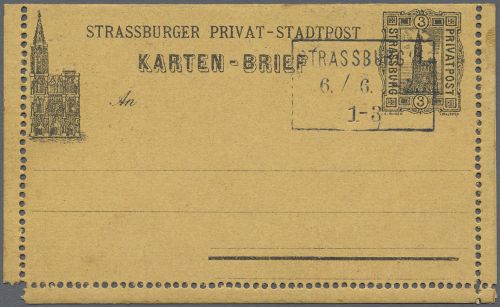 STRASSBURGER PRIVAT-STADTPOST
KARTEN-BRIEF
An
STRASSBURG
6. / 6.
1-3
3
STRASSBURG
PRIVATPOST
3